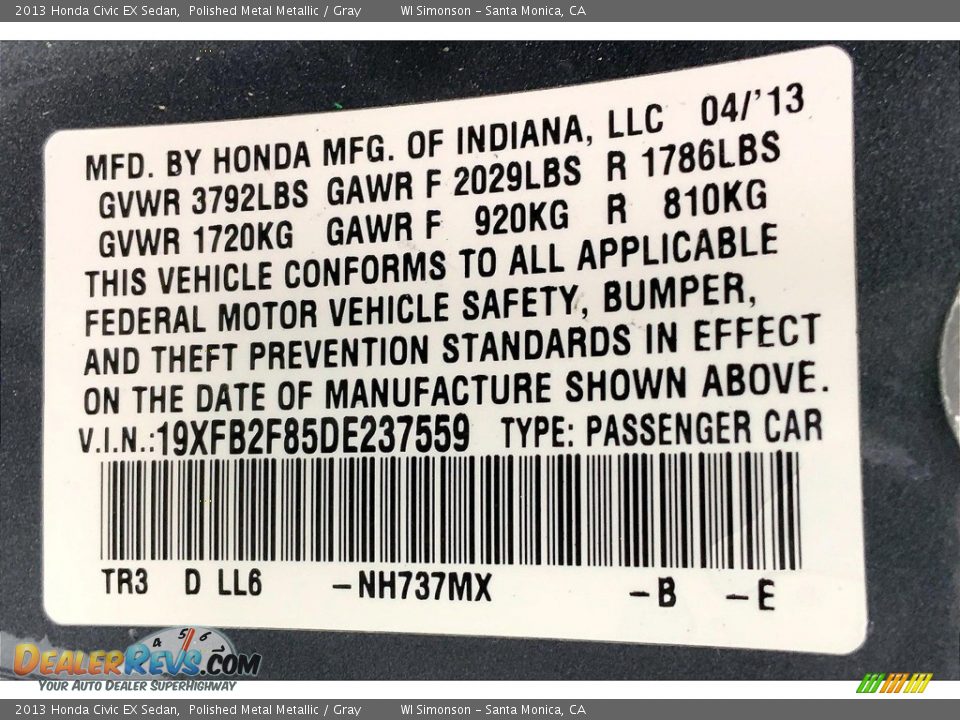 2013 Honda Civic EX Sedan, Polished Metal Metallic / Gray WI Simonson - Santa Monica, CA
MFD. BY HONDA MFG. OF INDIANA, LLC 04/'13
GVWR 3792LBS GAWR F 2029LBS R 1786LBS
GVWR 1720KG GAWR F 920KG R 810KG
THIS VEHICLE CONFORMS TO ALL APPLICABLE
FEDERAL MOTOR VEHICLE SAFETY, BUMPER,
AND THEFT PREVENTION STANDARDS IN EFFECT
ON THE DATE OF MANUFACTURE SHOWN ABOVE.
V.I.N.:19XFB2F85DE237559 TYPE: PASSENGER CAR
TR3 D LL6 -NH737MX -B -E
4 5 6
DEALERREVS.COM
YOUR AUTO DEALER SUPERHIGHWAY
2013 Honda Civic EX Sedan, Polished Metal Metallic / Gray WI Simonson - Santa Monica, CA